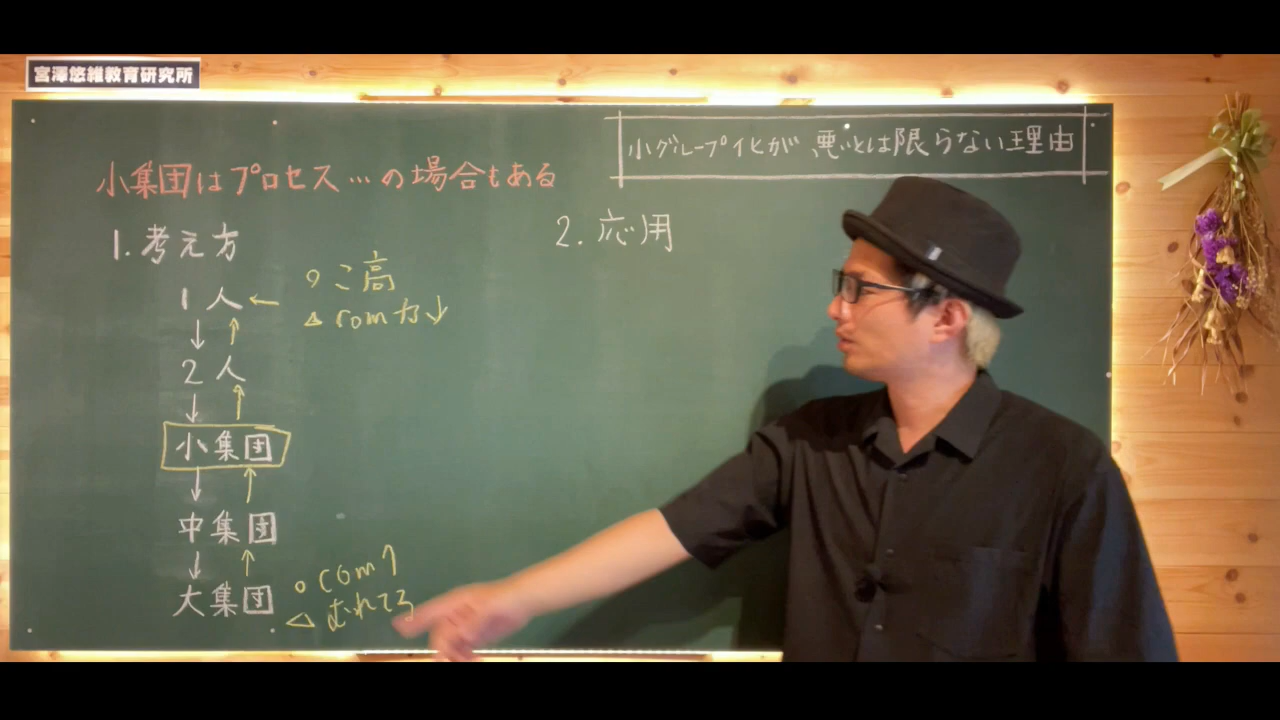 宮澤悠維教育研究所
小グループ化が悪いとは限らない理由
小集団はプロセス…の場合もある
1. 考え方
1人 ←
○ こ高
△ com力↓
↓ ↑
2人
↓ ↑
小集団
↓ ↑
中集団
↓ ↑
大集団
○ com↑
△ むれてる
2. 応用